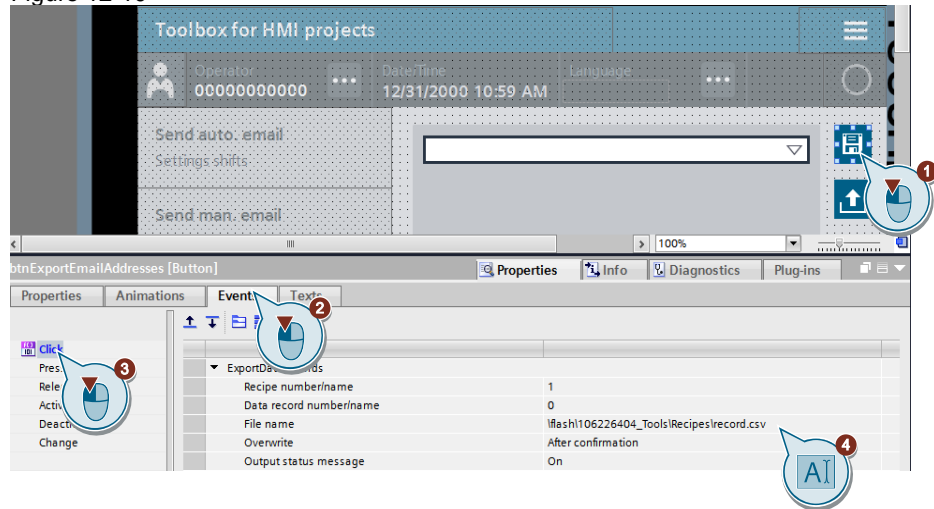 Toolbox for HMI projects
Operator
00000000000
Date/Time
12/31/2000 10:59 AM
Language
Send auto. email
Settings shifts
Send man. email
1
100%
btnExportEmailAddresses [Button]
Properties
Info
Diagnostics
Plug-ins
Properties
Animations
Texts
2
Click
3
Change
Recipe number/name
1
Data record number/name
0
File name
\flash\106226404_Tools\Recipes\record.csv
Overwrite
After confirmation
4
Output status message
On
AI